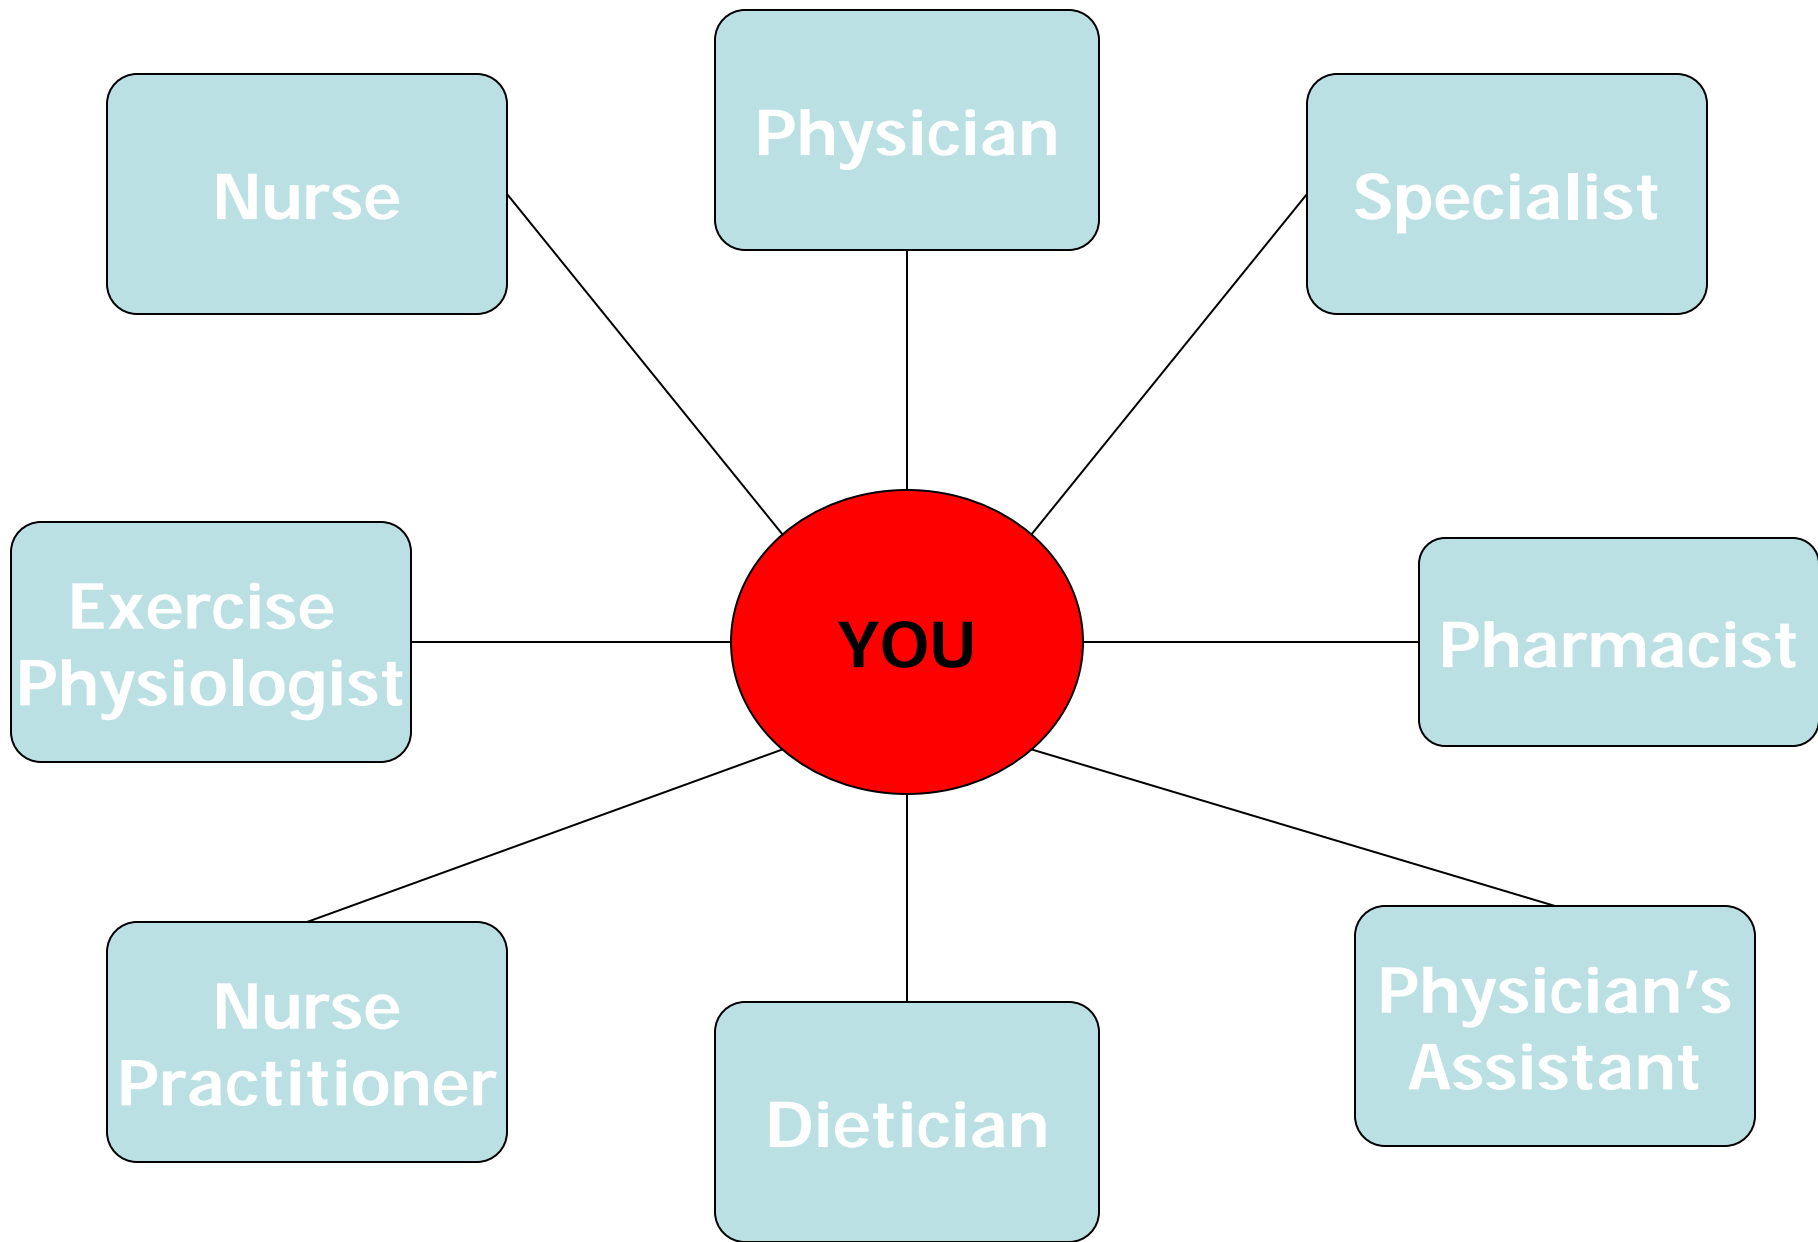 Physician
Nurse
Specialist
Exercise
Physiologist
YOU
Pharmacist
Nurse
Practitioner
Physician’s
Assistant
Dietician